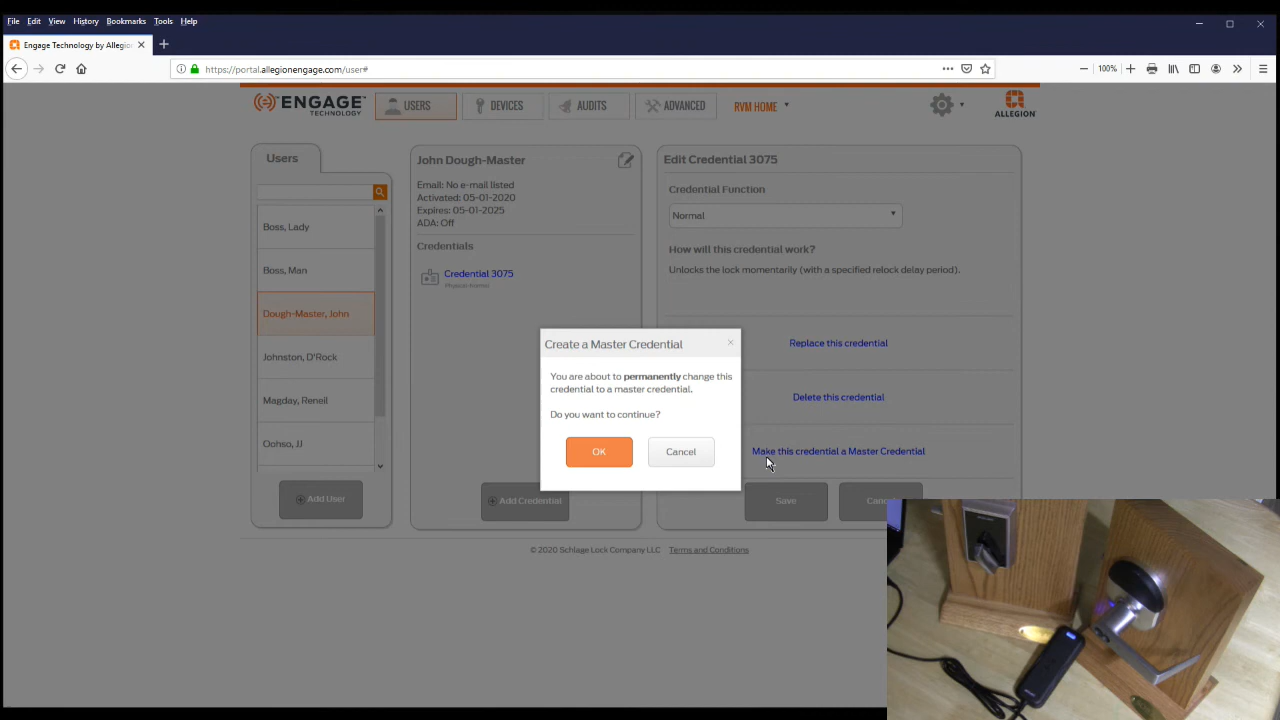 File Edit View History Bookmarks Tools Help
Engage Technology by Allegion
https://portal.allegionengage.com/user#
100%
ENGAGE™
TECHNOLOGY
USERS
DEVICES
AUDITS
ADVANCED
RVM HOME
ALLEGION
Users
Boss, Lady
Boss, Man
Dough-Master, John
Johnston, D'Rock
Magday, Reneil
Add User
John Dough-Master
Email: No e-mail listed
Activated: 05-01-2020
Expires: 05-01-2025
ADA: Off
Credentials
Credential 3075
Add Credential
Edit Credential 3075
Credential Function
Normal
How will this credential work?
Unlocks the lock momentarily (with a specified relock delay period).
Replace this credential
Delete this credential
Make this credential a Master Credential
Save
Create a Master Credential
You are about to permanently change this
credential to a master credential.
Do you want to continue?
OK
Cancel
© 2020 Schlage Lock Company LLC
Terms and Conditions